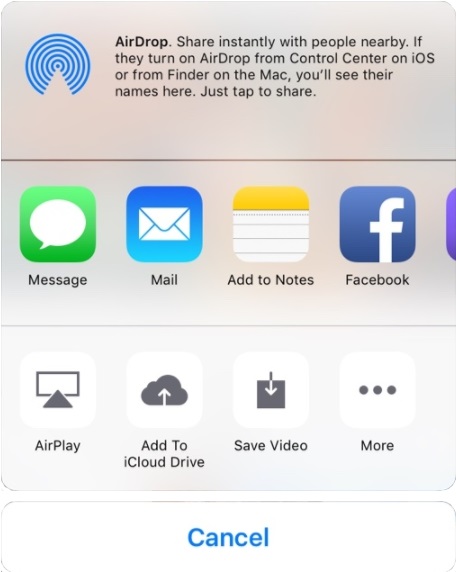 AirDrop. Share instantly with people nearby. If
they turn on AirDrop from Control Center on iOS
or from Finder on the Mac, you'll see their
names here. Just tap to share.
Message
Mail
Add to Notes
Facebook
AirPlay
Add To
iCloud Drive
Save Video
More
Cancel